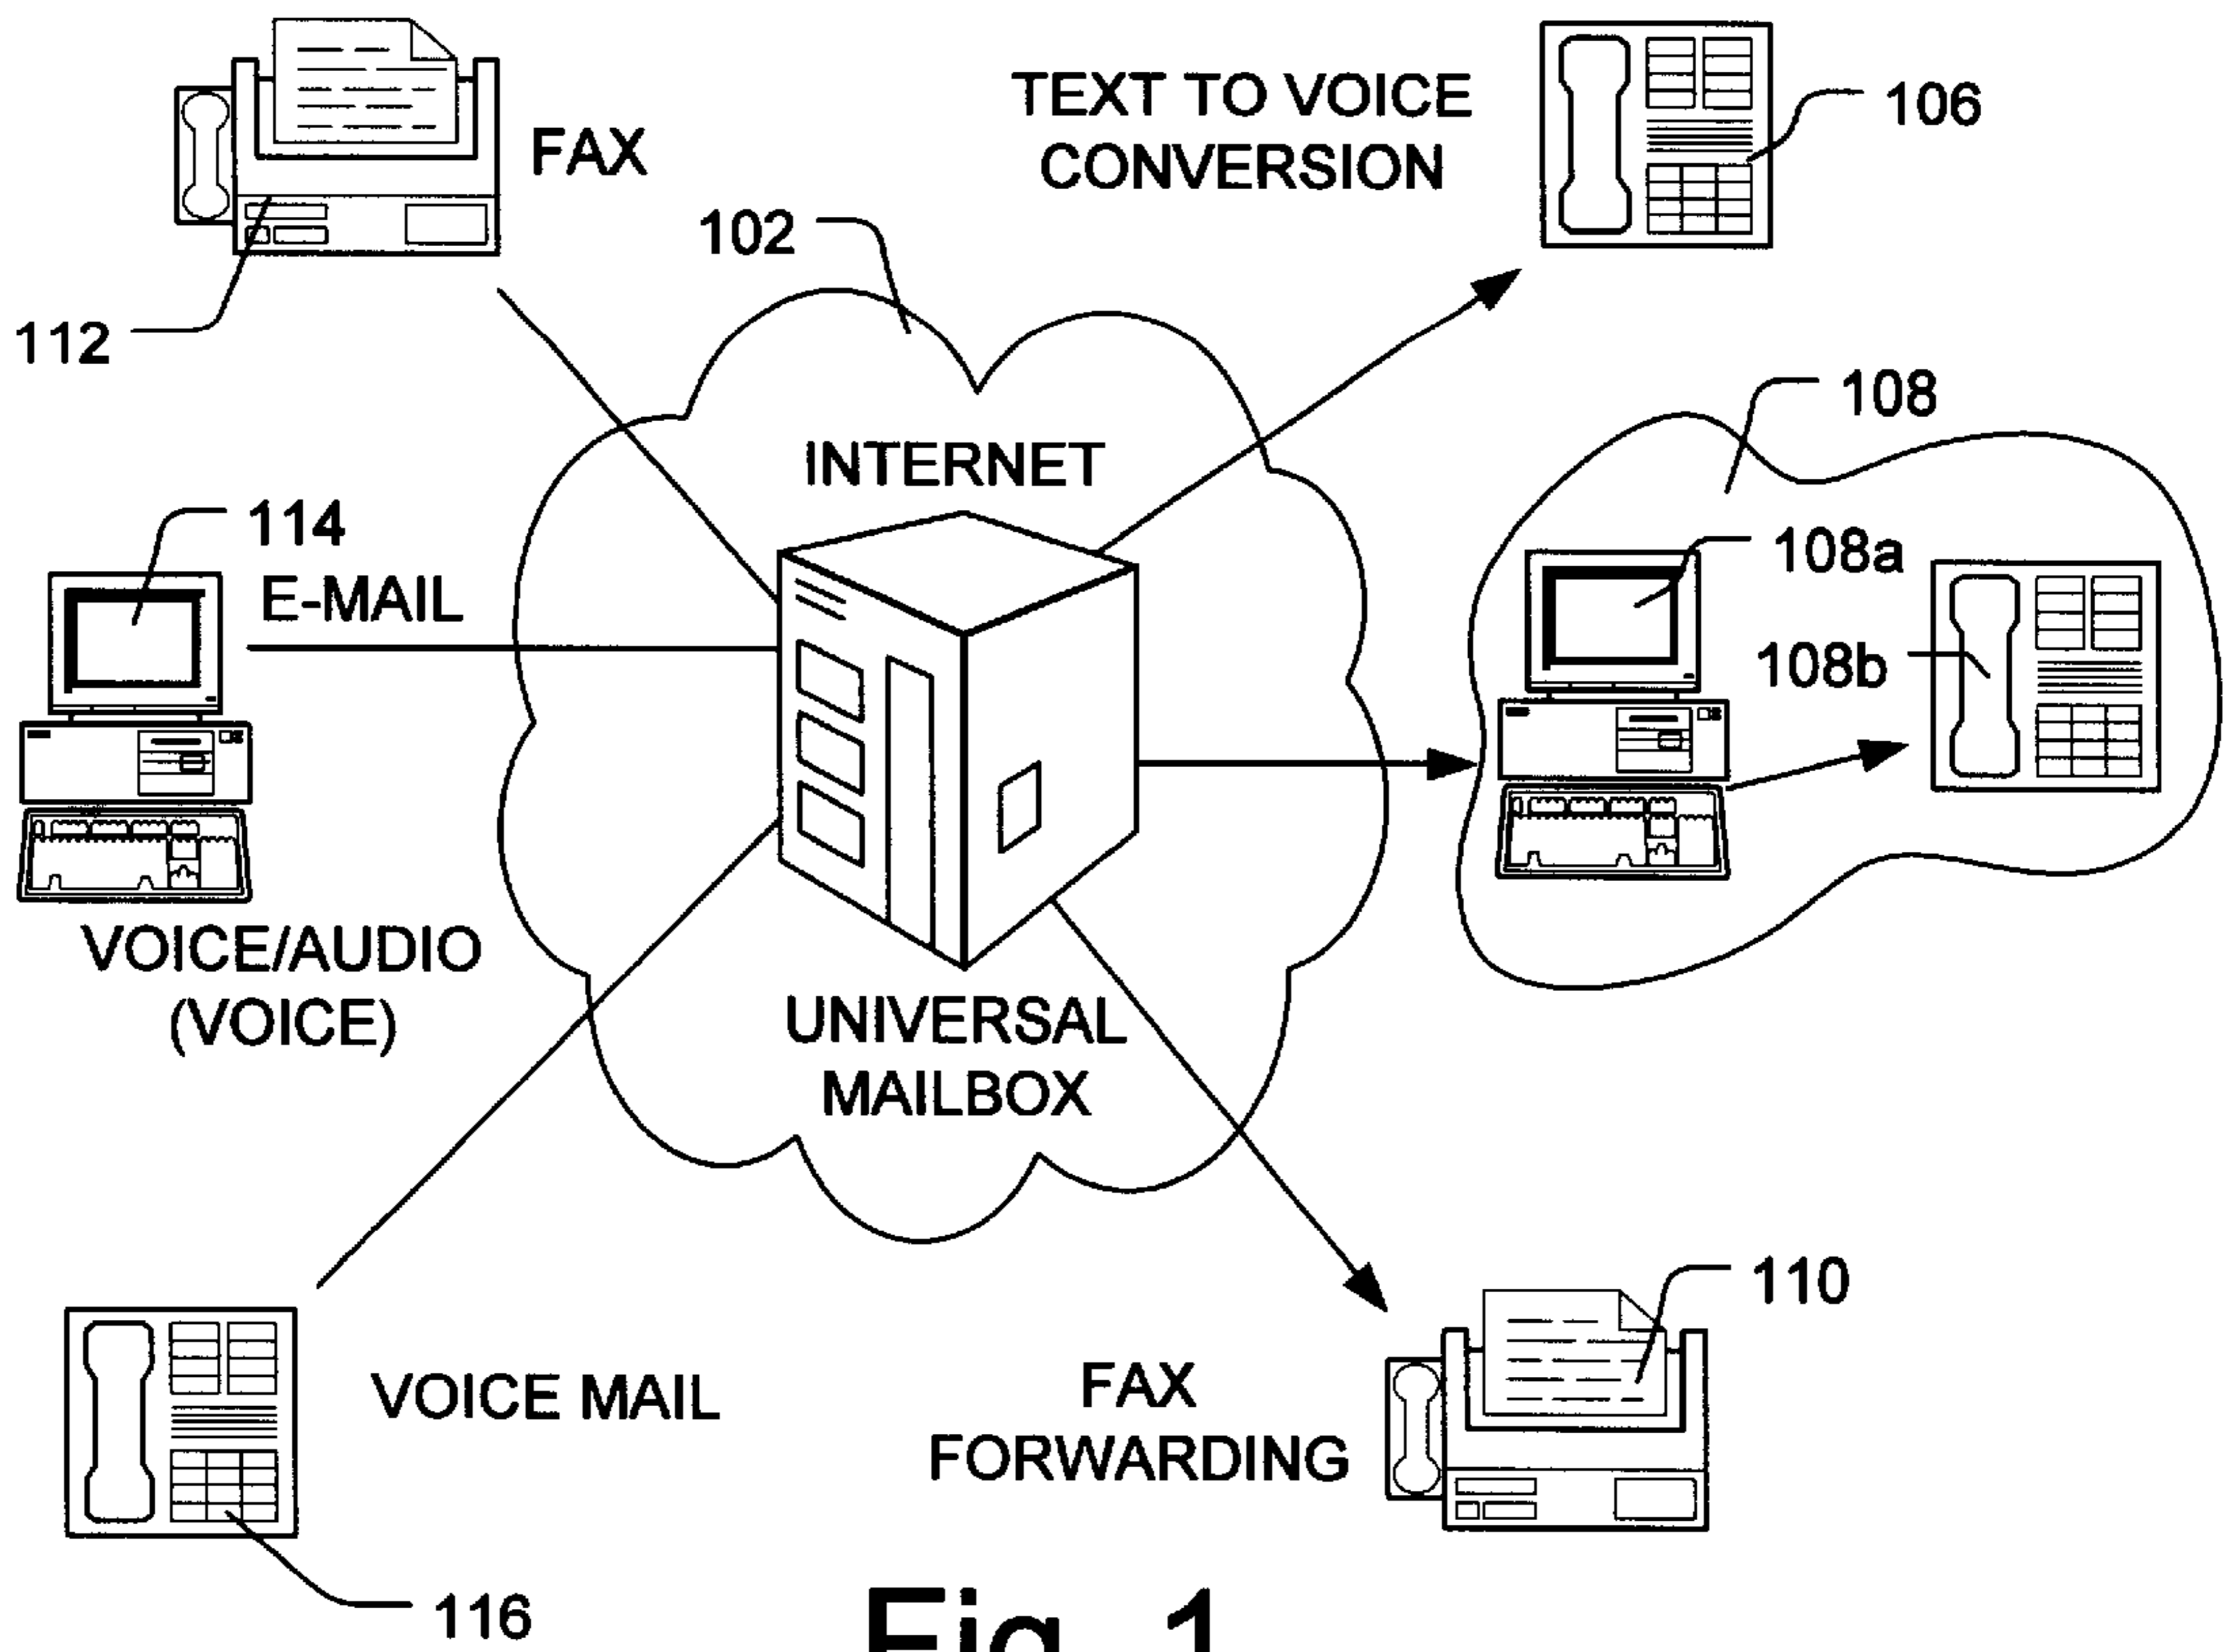 FAX
TEXT TO VOICE
CONVERSION
106
102
112
108
INTERNET
114
E-MAIL
108a
108b
VOICE/AUDIO
(VOICE)
UNIVERSAL
MAILBOX
110
VOICE MAIL
FAX
FORWARDING
116
Fig. 1